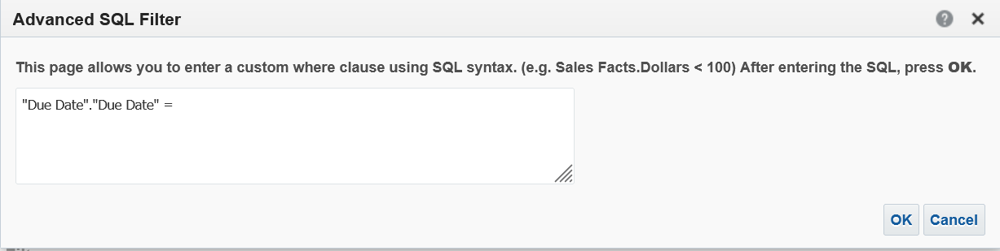 Advanced SQL Filter
?
This page allows you to enter a custom where clause using SQL syntax. (e.g. Sales Facts.Dollars < 100) After entering the SQL, press OK.
"Due Date"."Due Date" =
OK Cancel